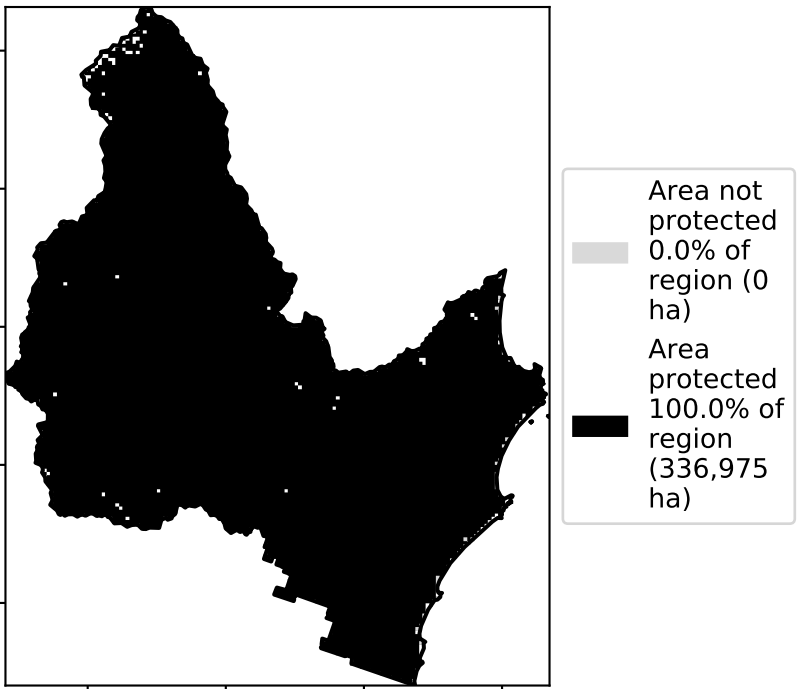 Area not
protected
0.0% of
region (0
ha)
Area
protected
100.0% of
region
(336,975
ha)